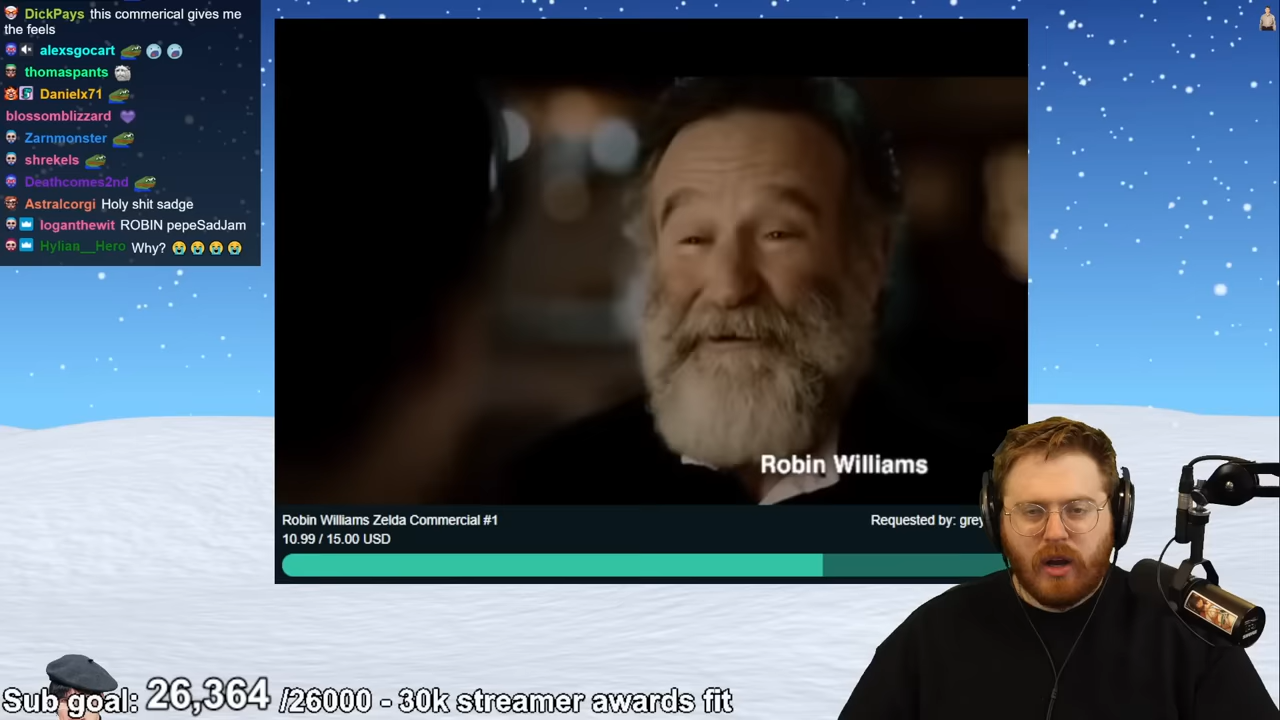 DickPays this commerical gives me
the feels
alexsgocart
thomaspants
Danielx71
blossomblizzard
Zarnmonster
shrekels
Deathcomes2nd
Astralcorgi Holy shit sadge
loganthewit ROBIN pepeSadJam
Hylian__Hero Why?
Robin Williams
Robin Williams Zelda Commercial #1
Requested by: grey
10.99 / 15.00 USD
Sub goal: 26,364 /26000 - 30k streamer awards fit